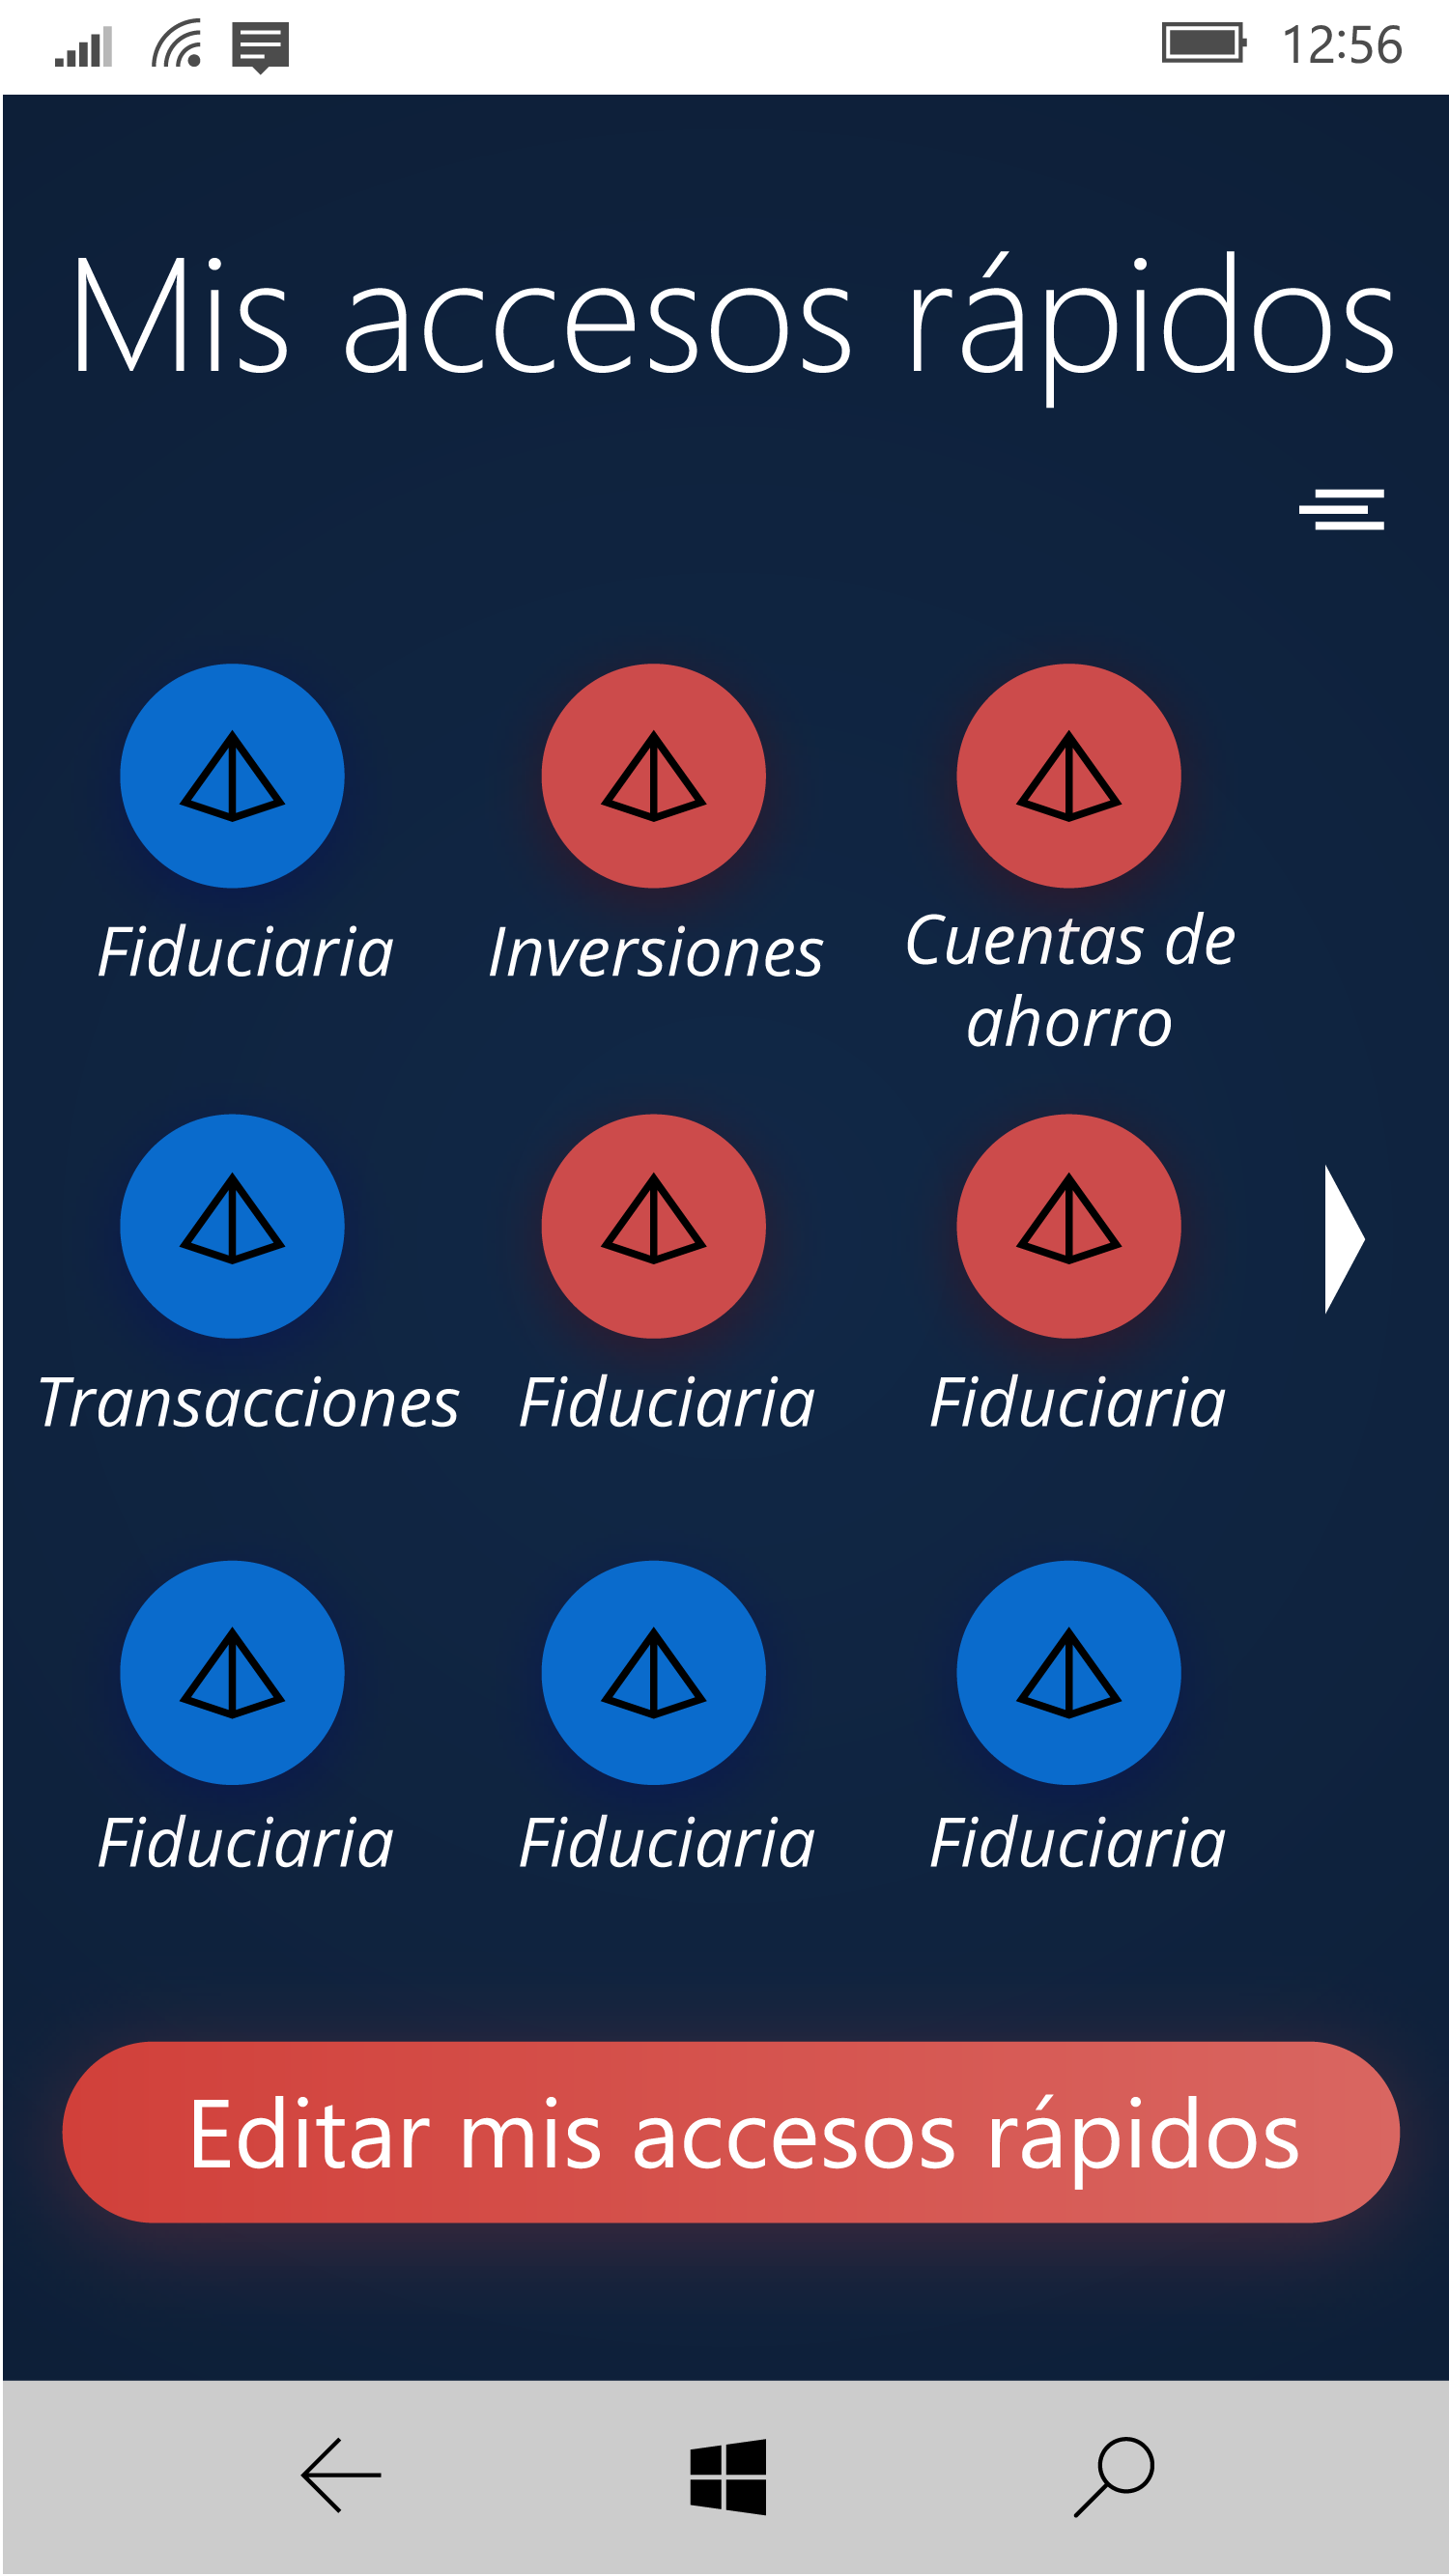 12:56
Mis accesos rápidos
Fiduciaria
Inversiones
Cuentas de
ahorro
Transacciones
Fiduciaria
Fiduciaria
Fiduciaria
Fiduciaria
Fiduciaria
Editar mis accesos rápidos